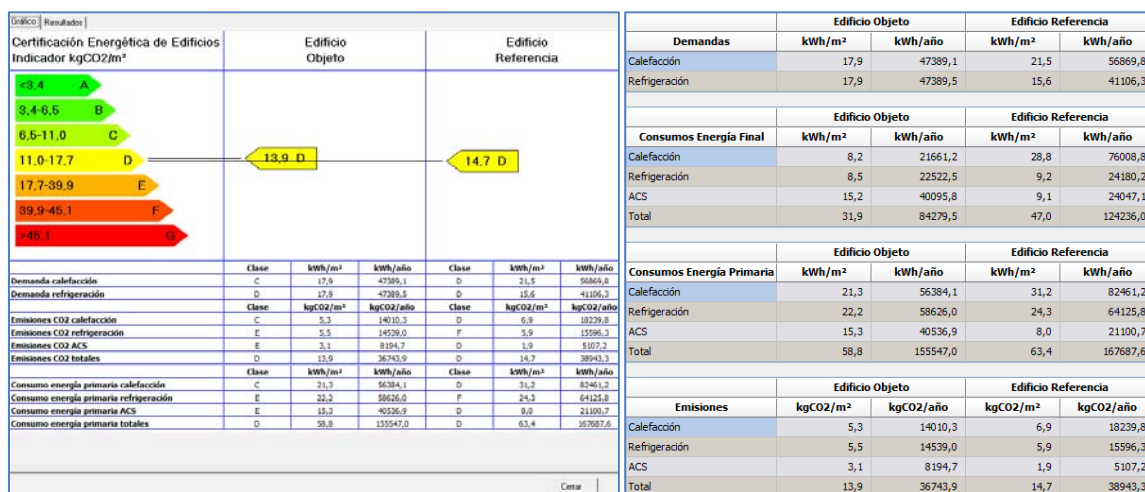 Gráfico Resultados
Certificación Energética de Edificios
Indicador kgCO2/m²
Edificio
Objeto
Edificio
Referencia
<3,4 A
3,4-6,5 B
6,5-11,0 C
11,0-17,7 D
17,7-39,9 E
39,9-45,1 F
>45,1 G
13,9 D
14,7 D
Clase kWh/m² kWh/año Clase kWh/m² kWh/año
Demanda calefacción C 17,9 47389,1 D 21,5 56869,8
Demanda refrigeración D 17,9 47389,5 D 15,6 41106,3
Clase kgCO2/m² kgCO2/año Clase kgCO2/m² kgCO2/año
Emisiones CO2 calefacción C 5,3 14010,3 D 6,9 18239,8
Emisiones CO2 refrigeración E 5,5 14539,0 F 5,9 15596,3
Emisiones CO2 ACS E 3,1 8194,7 D 1,9 5107,2
Emisiones CO2 totales D 13,9 36743,9 D 14,7 38943,3
Clase kWh/m² kWh/año Clase kWh/m² kWh/año
Consumo energía primaria calefacción C 21,3 56384,1 D 31,2 82461,2
Consumo energía primaria refrigeración E 22,2 58626,0 F 24,3 64125,8
Consumo energía primaria ACS E 15,3 40536,9 D 8,0 21100,7
Consumo energía primaria totales D 58,8 155547,0 D 63,4 167687,6
Cerrar
Edificio Objeto Edificio Referencia
Demandas kWh/m² kWh/año kWh/m² kWh/año
Calefacción 17,9 47389,1 21,5 56869,8
Refrigeración 17,9 47389,5 15,6 41106,3
Edificio Objeto Edificio Referencia
Consumos Energía Final kWh/m² kWh/año kWh/m² kWh/año
Calefacción 8,2 21661,2 28,8 76008,8
Refrigeración 8,5 22522,5 9,2 24180,2
ACS 15,2 40095,8 9,1 24047,1
Total 31,9 84279,5 47,0 124236,0
Edificio Objeto Edificio Referencia
Consumos Energía Primaria kWh/m² kWh/año kWh/m² kWh/año
Calefacción 21,3 56384,1 31,2 82461,2
Refrigeración 22,2 58626,0 24,3 64125,8
ACS 15,3 40536,9 8,0 21100,7
Total 58,8 155547,0 63,4 167687,6
Edificio Objeto Edificio Referencia
Emisiones kgCO2/m² kgCO2/año kgCO2/m² kgCO2/año
Calefacción 5,3 14010,3 6,9 18239,8
Refrigeración 5,5 14539,0 5,9 15596,3
ACS 3,1 8194,7 1,9 5107,2
Total 13,9 36743,9 14,7 38943,3